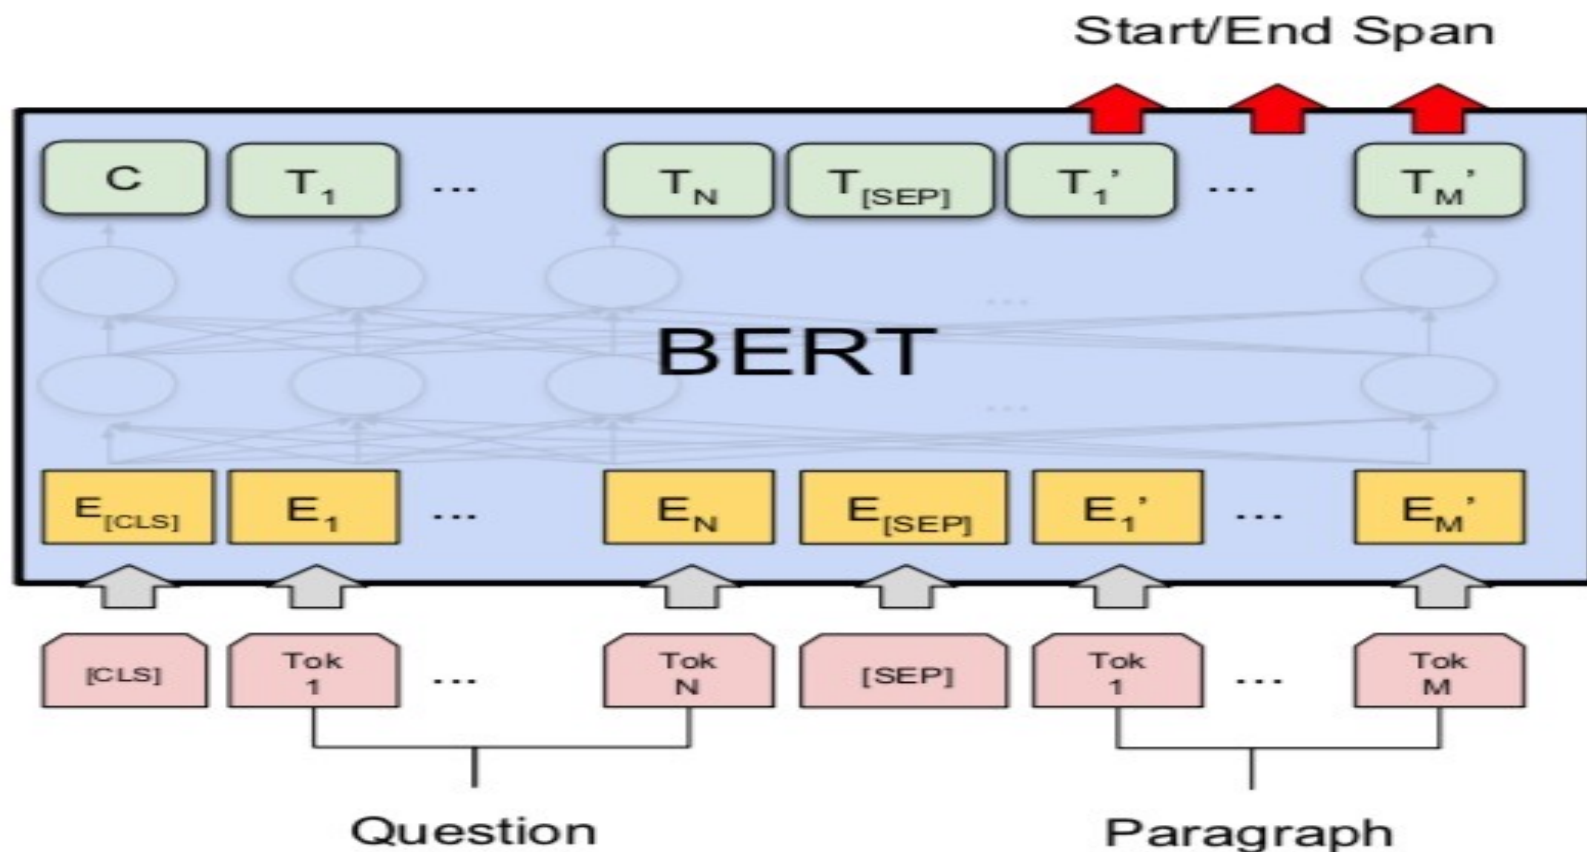 Start/End Span
C T1 ... TN T[SEP] T1' ... TM'
...
BERT
...
E[CLS] E1 ... EN E[SEP] E1' ... EM'
[CLS] Tok 1 ... Tok N [SEP] Tok 1 ... Tok M
Question Paragraph